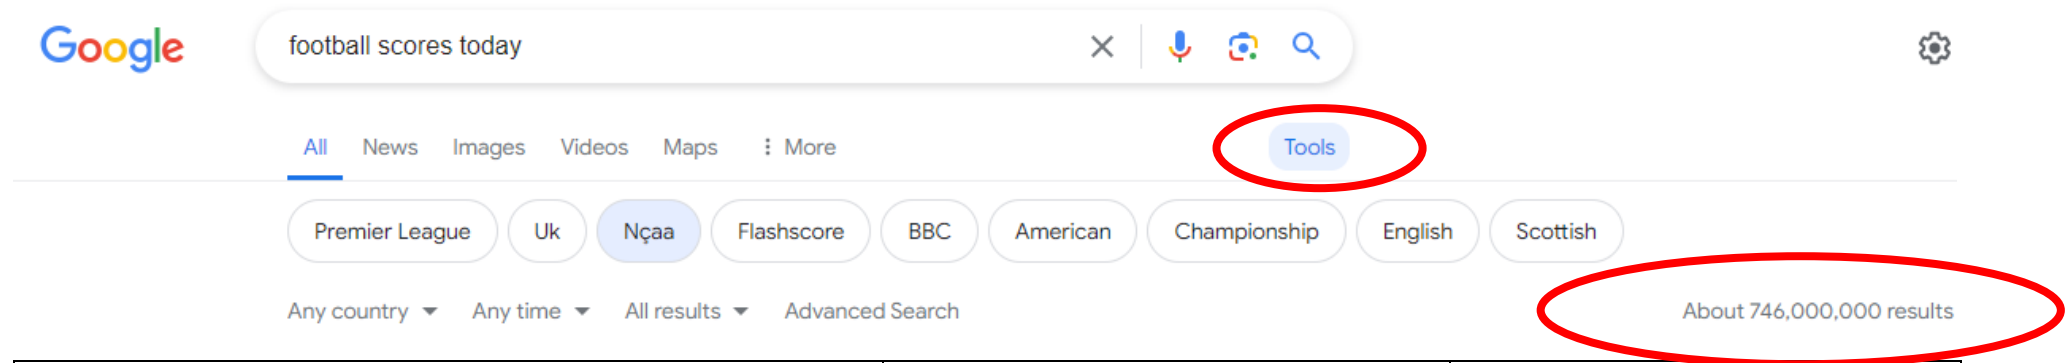 Google football scores today
All News Images Videos Maps More Tools
Premier League Uk Nçaa Flashscore BBC American Championship English Scottish
Any country Any time All results Advanced Search About 746,000,000 results